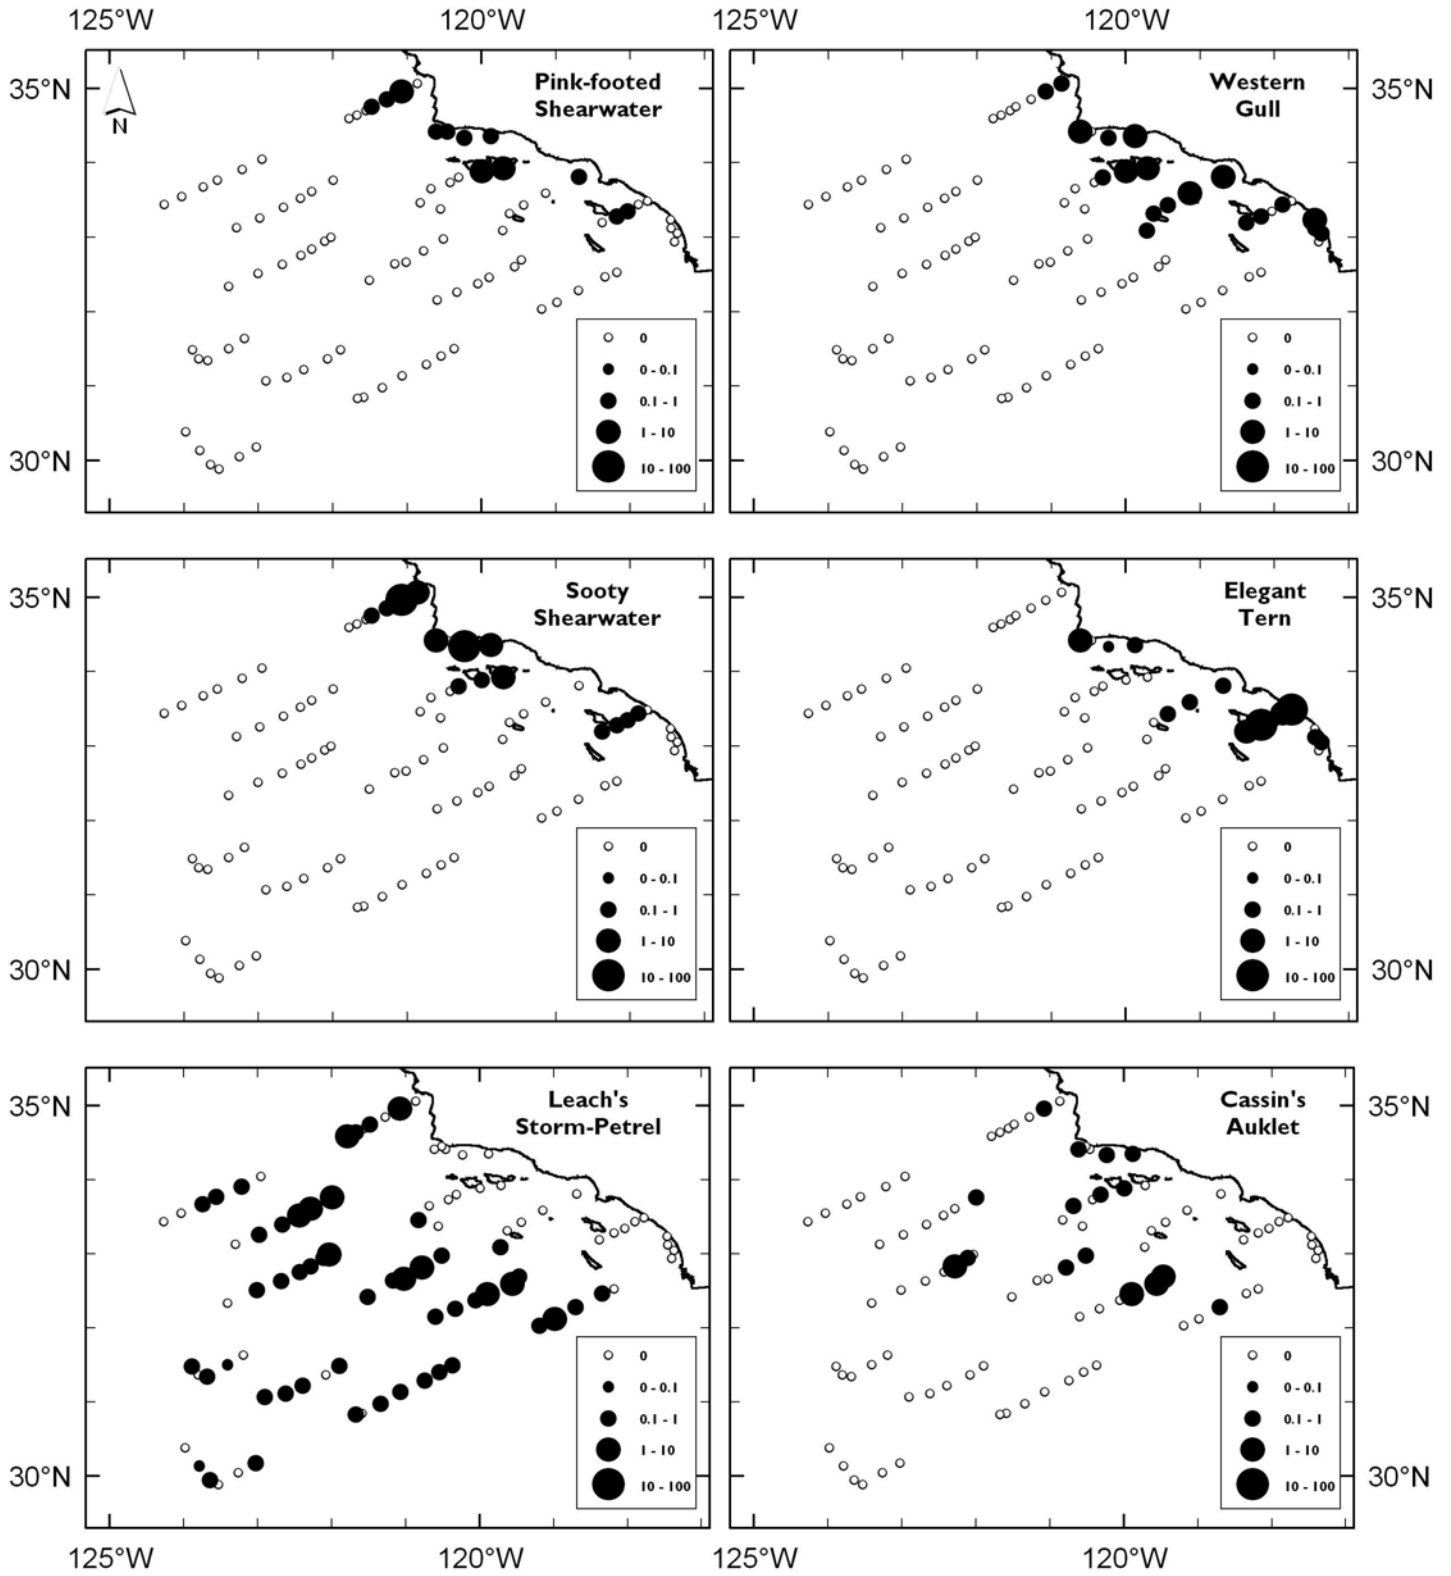 125°W 120°W 125°W 120°W
35°N 35°N
N
Pink-footed
Shearwater
0
0 - 0.1
0.1 - 1
1 - 10
10 - 100
Western
Gull
0
0 - 0.1
0.1 - 1
1 - 10
10 - 100
30°N 30°N
35°N 35°N
Sooty
Shearwater
0
0 - 0.1
0.1 - 1
1 - 10
10 - 100
Elegant
Tern
0
0 - 0.1
0.1 - 1
1 - 10
10 - 100
30°N 30°N
35°N 35°N
Leach's
Storm-Petrel
0
0 - 0.1
0.1 - 1
1 - 10
10 - 100
Cassin's
Auklet
0
0 - 0.1
0.1 - 1
1 - 10
10 - 100
30°N 30°N
125°W 120°W 125°W 120°W